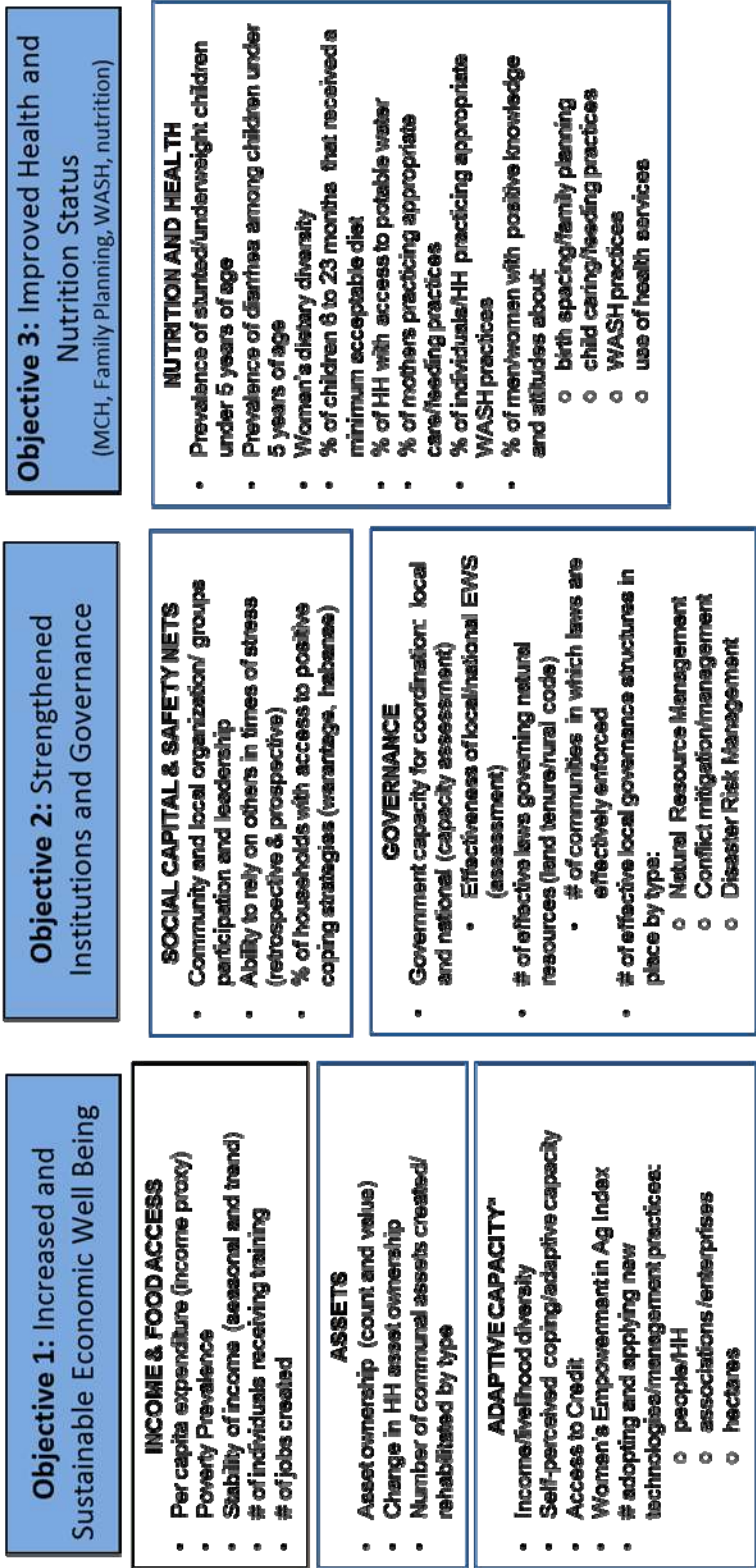 Objective 1: Increased and
Sustainable Economic Well Being
INCOME & FOOD ACCESS
• Per capita expenditure (income proxy)
• Poverty Prevalence
• Stability of income (seasonal and trend)
• # of individuals receiving training
• # of jobs created
ASSETS
• Asset ownership (count and value)
• Change in HH asset ownership
• Number of communal assets created/
rehabilitated by type
ADAPTIVE CAPACITY*
• Income/livelihood diversity
• Self-perceived coping/adaptive capacity
• Access to Credit
• Women's Empowerment in Ag Index
• # adopting and applying new
technologies/management practices:
o people/HH
o associations/enterprises
o hectares
Objective 2: Strengthened
Institutions and Governance
SOCIAL CAPITAL & SAFETY NETS
• Community and local organization/ groups
participation and leadership
• Ability to rely on others in times of stress
(retrospective & prospective)
• % of households with access to positive
coping strategies (warantage, habanae)
GOVERNANCE
• Government capacity for coordination: local
and national (capacity assessment)
• Effectiveness of local/national EWS
(assessment)
• # of effective laws governing natural
resources (land tenure/rural code)
• # of communities in which laws are
effectively enforced
• # of effective local governance structures in
place by type:
o Natural Resource Management
o Conflict mitigation/management
o Disaster Risk Management
Objective 3: Improved Health and
Nutrition Status
(MCH, Family Planning, WASH, nutrition)
NUTRITION AND HEALTH
• Prevalence of stunted/underweight children
under 5 years of age
• Prevalence of diarrhea among children under
5 years of age
• Women's dietary diversity
• % of children 6 to 23 months that received a
minimum acceptable diet
• % of HH with access to potable water
• % of mothers practicing appropriate
care/feeding practices
• % of individuals/HH practicing appropriate
WASH practices
• % of men/women with positive knowledge
and attitudes about:
o birth spacing/family planning
o child caring/feeding practices
o WASH practices
o use of health services